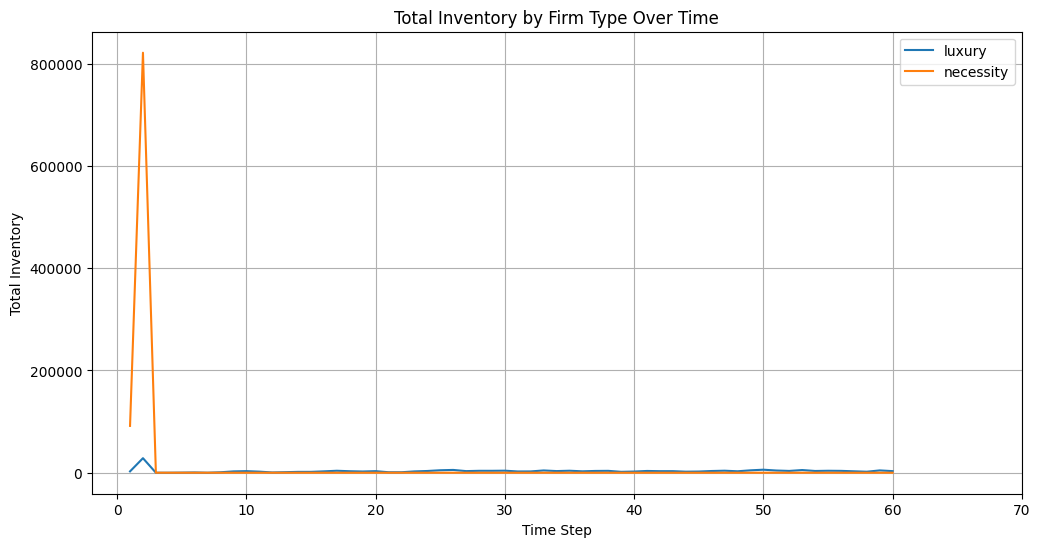 Total Inventory by Firm Type Over Time
luxury
necessity
Total Inventory
800000
600000
400000
200000
0
0 10 20 30 40 50 60 70
Time Step